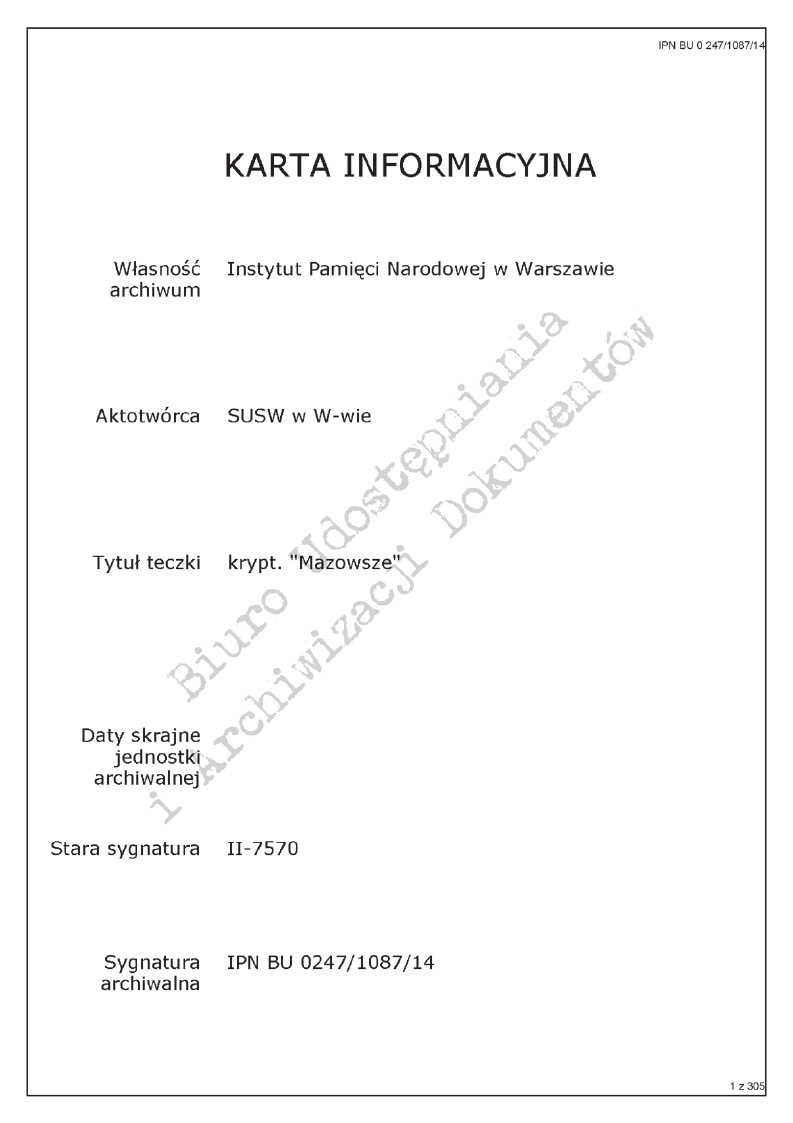 IPN BU 0 247/1087/14
KARTA INFORMACYJNA
Własność
archiwum
Instytut Pamięci Narodowej w Warszawie
Aktotwórca
SUSW w W-wie
Tytuł teczki
krypt. "Mazowsze"
Biuro Udostępniania
i Archiwizacji Dokumentów
Daty skrajne
jednostki
archiwalnej
Stara sygnatura
II-7570
Sygnatura
archiwalna
IPN BU 0247/1087/14
1 z 305